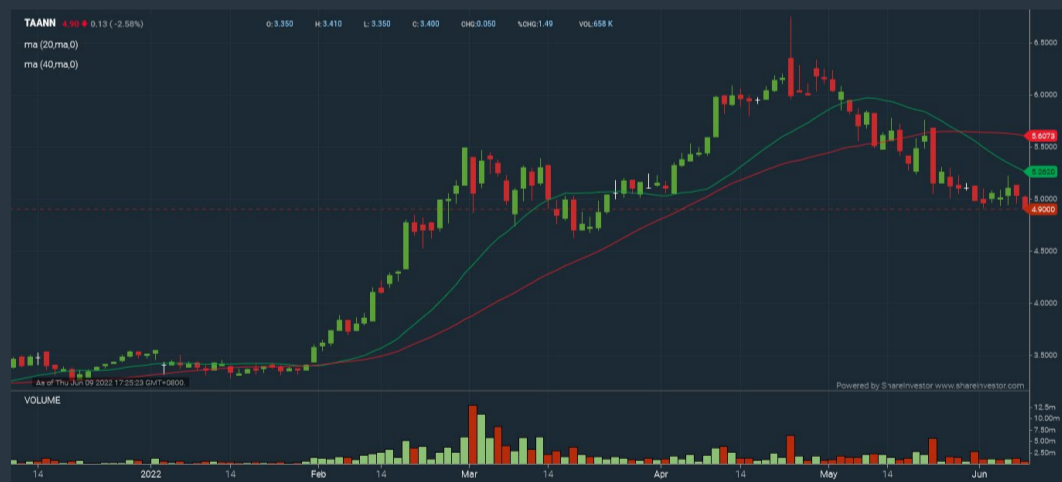 TAANN 4.90 0.13 (-2.58%) O: 3.350 H: 3.410 L: 3.350 C: 3.400 CHG:0.050 %CHG:1.49 VOL:658 K
ma (20,ma,0)
ma (40,ma,0)
6.5000
6.0000
5.6073
5.5000
5.2620
5.0000
4.9000
4.5000
4.0000
3.5000
As of Thu Jun 09 2022 17:25:23 GMT+0800.
Powered by ShareInvestor www.shareinvestor.com
VOLUME
12.5m
10.00m
7.50m
5.00m
2.50m
14 2022 14 Feb 14 Mar 14 Apr 14 May 14 Jun